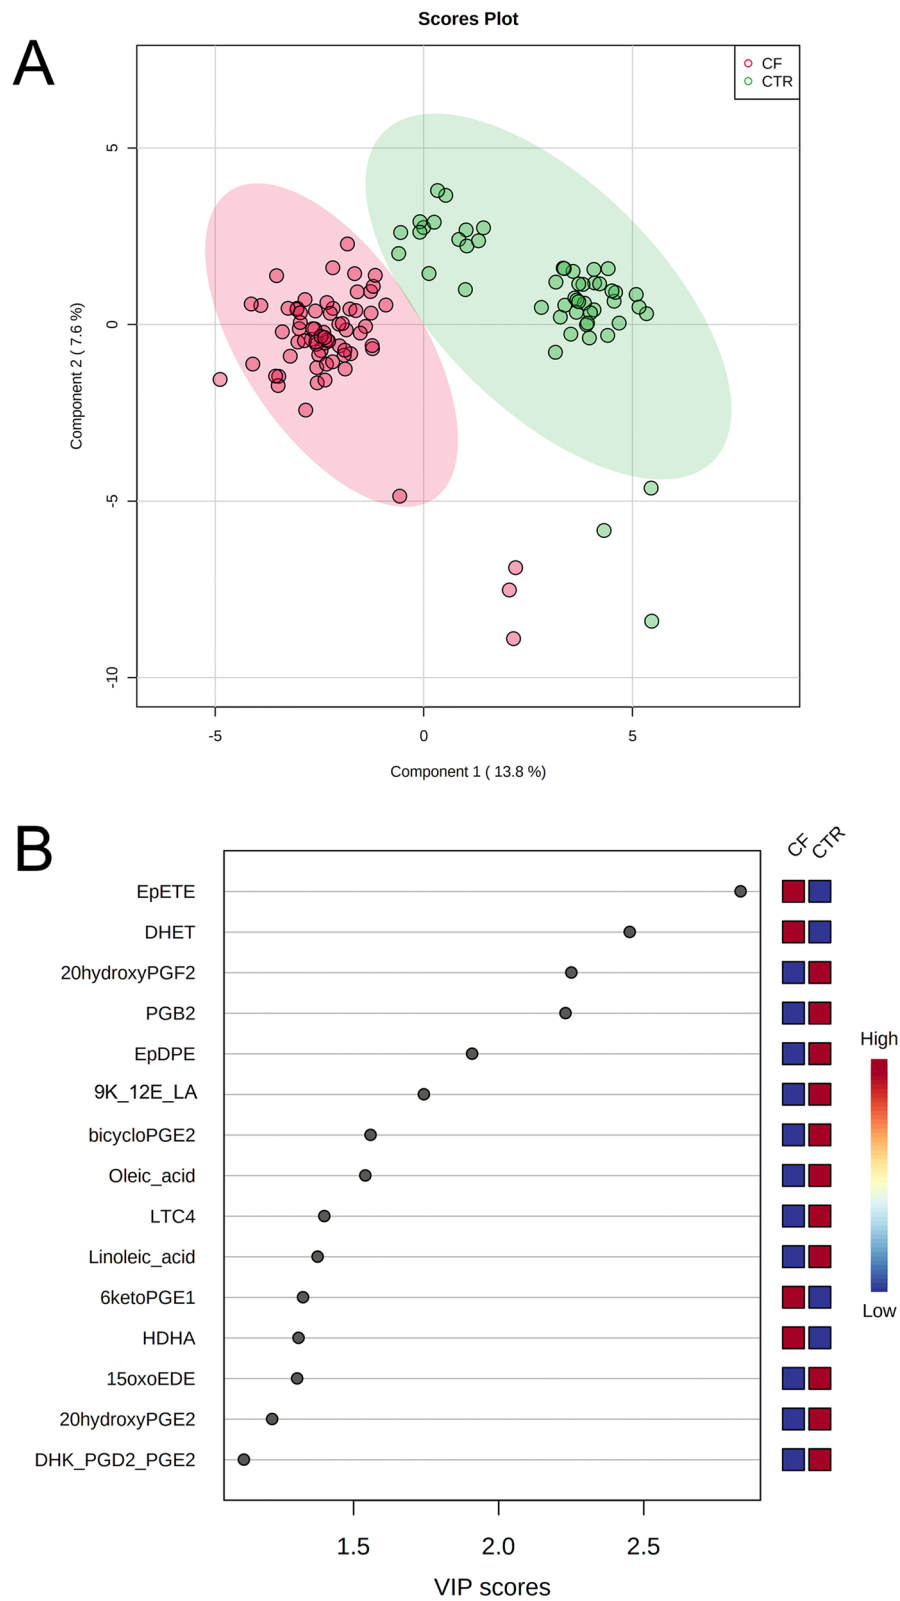 Scores Plot
A
CF
CTR
5
0
-5
-10
Component 2 ( 7.6 %)
-5
0
5
Component 1 ( 13.8 %)
B
CF
CTR
EpETE
DHET
20hydroxyPGF2
PGB2
EpDPE
9K_12E_LA
bicycloPGE2
Oleic_acid
LTC4
Linoleic_acid
6ketoPGE1
HDHA
15oxoEDE
20hydroxyPGE2
DHK_PGD2_PGE2
High
Low
1.5
2.0
2.5
VIP scores